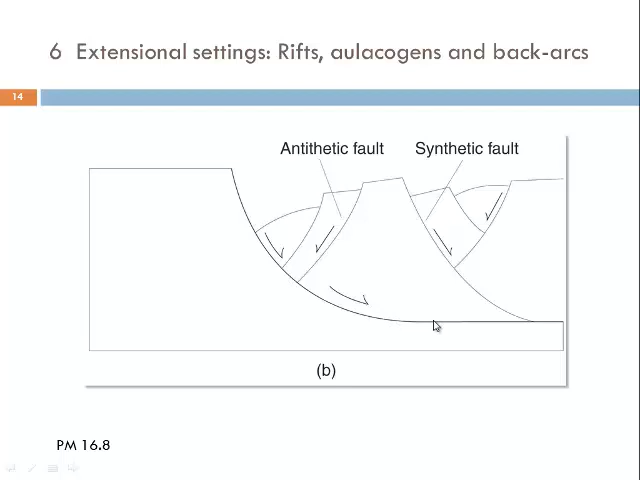 6 Extensional settings: Rifts, aulacogens and back-arcs
14
Antithetic fault Synthetic fault
(b)
PM 16.8